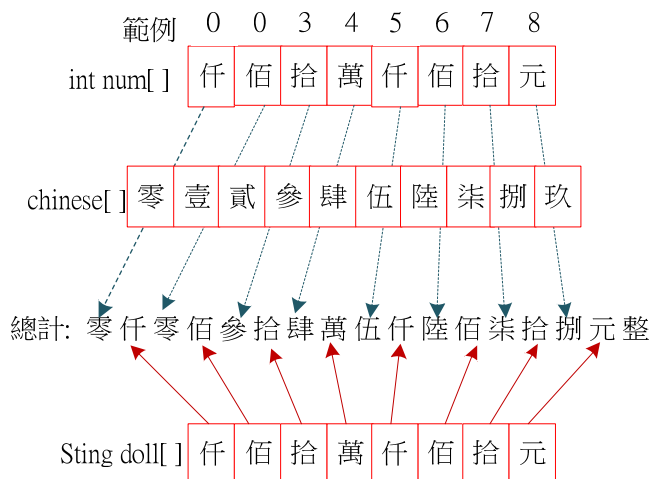 範例 0 0 3 4 5 6 7 8
int num[ ] 仟 佰 拾 萬 仟 佰 拾 元
chinese[ ] 零 壹 貳 參 肆 伍 陸 柒 捌 玖
總計: 零仟零佰參拾肆萬伍仟陸佰柒拾捌元整
Sting doll[ ] 仟 佰 拾 萬 仟 佰 拾 元